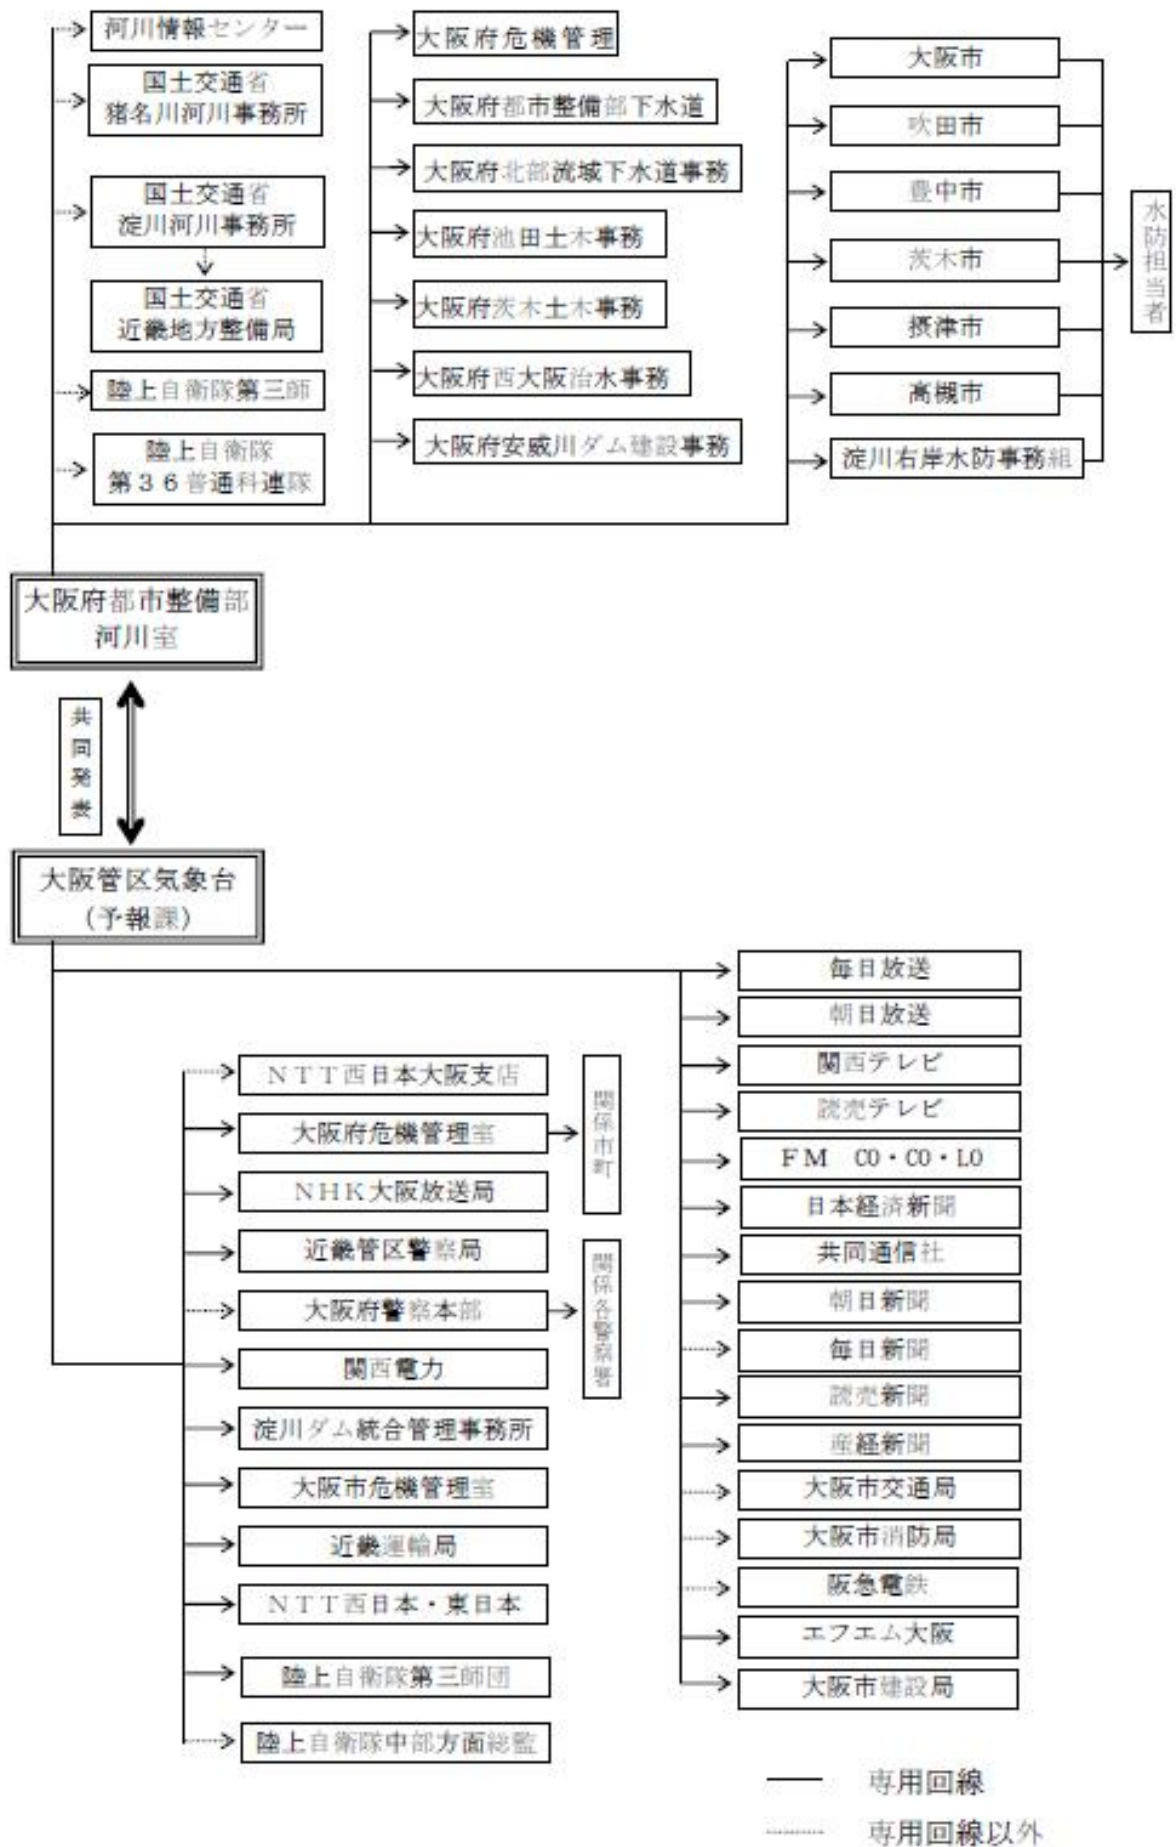 河川情報センター
国土交通省
猪名川河川事務所
国土交通省
淀川河川事務所
国土交通省
近畿地方整備局
陸上自衛隊第三師
陸上自衛隊
第３６普通科連隊
大阪府危機管理
大阪府都市整備部下水道
大阪府北部流域下水道事務
大阪府池田土木事務
大阪府茨木土木事務
大阪府西大阪治水事務
大阪府安威川ダム建設事務
大阪市
吹田市
豊中市
茨木市
摂津市
高槻市
淀川右岸水防事務組
水防担当者
大阪府都市整備部
河川室
共同発表
大阪管区気象台
(予報課)
ＮＴＴ西日本大阪支店
大阪府危機管理室
ＮＨＫ大阪放送局
近畿管区警察局
大阪府警察本部
関西電力
淀川ダム統合管理事務所
大阪市危機管理室
近畿運輸局
ＮＴＴ西日本・東日本
陸上自衛隊第三師団
陸上自衛隊中部方面総監
関係市町
関係各警察署
毎日放送
朝日放送
関西テレビ
読売テレビ
ＦＭ　CO・CO・LO
日本経済新聞
共同通信社
朝日新聞
毎日新聞
読売新聞
産経新聞
大阪市交通局
大阪市消防局
阪急電鉄
エフエム大阪
大阪市建設局
専用回線
専用回線以外